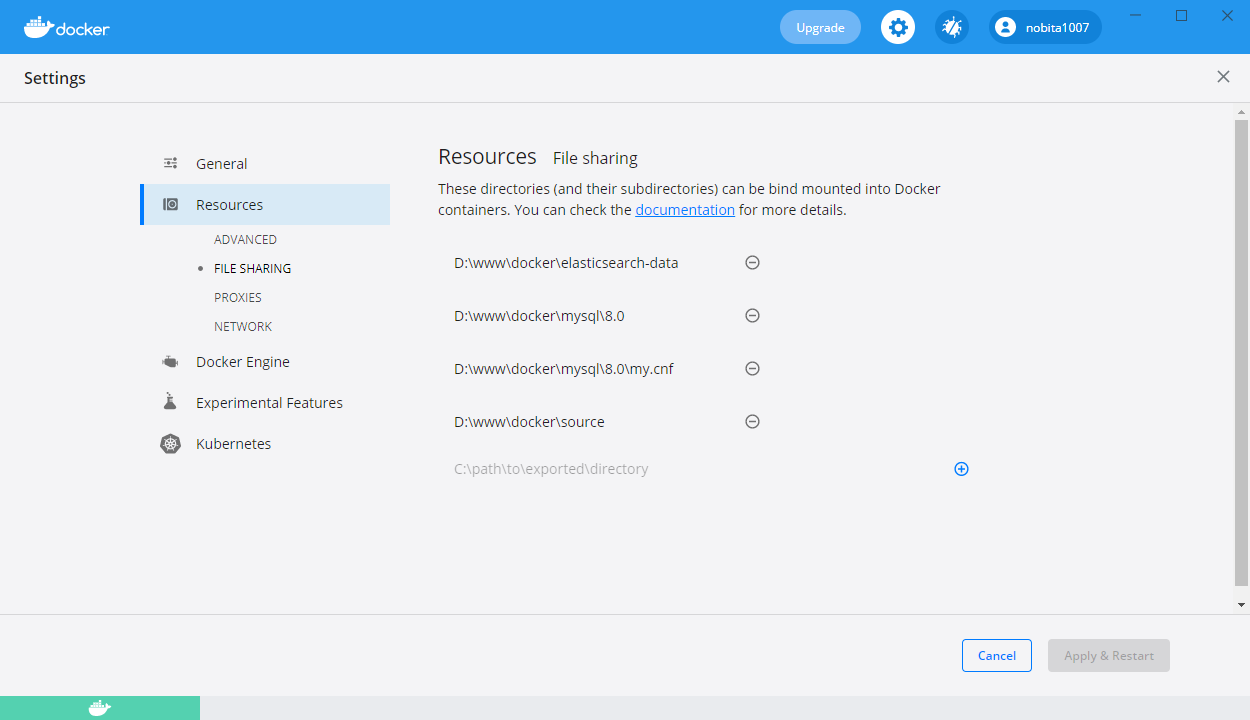 docker
Upgrade
nobita1007
Settings
General
Resources
ADVANCED
FILE SHARING
PROXIES
NETWORK
Docker Engine
Experimental Features
Kubernetes
Resources File sharing
These directories (and their subdirectories) can be bind mounted into Docker
containers. You can check the documentation for more details.
D:\www\docker\elasticsearch-data
D:\www\docker\mysql\8.0
D:\www\docker\mysql\8.0\my.cnf
D:\www\docker\source
C:\path\to\exported\directory
Cancel
Apply & Restart